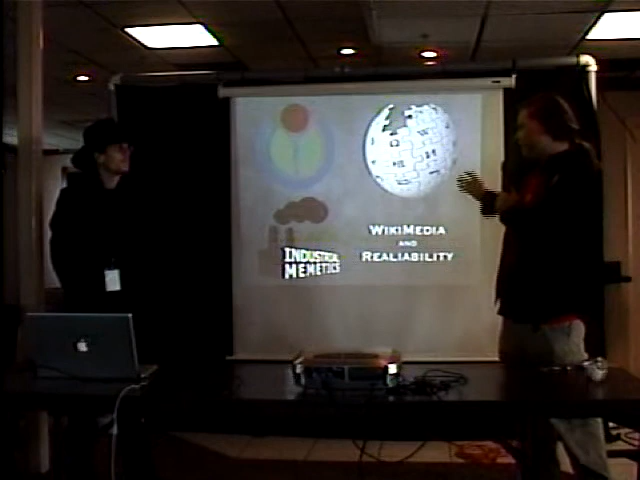 INDUSTRIAL
MEMETICS
WIKIMEDIA
AND
REALIABILITY